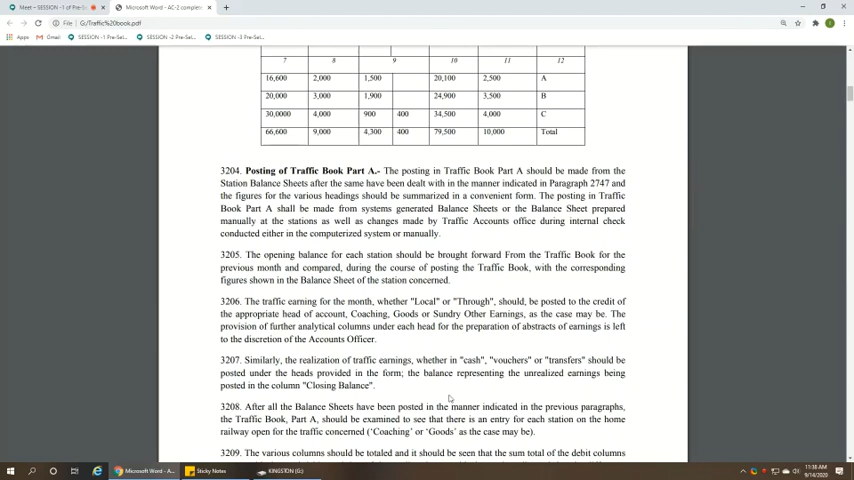 Meet – SESSION -1 of Pre-S
Microsoft Word - AC-2 complet
File | G:/Traffic%20book.pdf
Apps Gmail SESSION -1 Pre-Sel... SESSION -2 Pre-Sel... SESSION -3 Pre-Sel...
7 8 9 10 11 12
16,600 2,000 1,500 20,100 2,500 A
20,000 3,000 1,900 24,900 3,500 B
30,0000 4,000 900 400 34,500 4,000 C
66,600 9,000 4,300 400 79,500 10,000 Total
3204. Posting of Traffic Book Part A.- The posting in Traffic Book Part A should be made from the
Station Balance Sheets after the same have been dealt with in the manner indicated in Paragraph 2747 and
the figures for the various headings should be summarized in a convenient form. The posting in Traffic
Book Part A shall be made from systems generated Balance Sheets or the Balance Sheet prepared
manually at the stations as well as changes made by Traffic Accounts office during internal check
conducted either in the computerized system or manually.
3205. The opening balance for each station should be brought forward From the Traffic Book for the
previous month and compared, during the course of posting the Traffic Book, with the corresponding
figures shown in the Balance Sheet of the station concerned.
3206. The traffic earning for the month, whether "Local" or "Through", should, be posted to the credit of
the appropriate head of account, Coaching, Goods or Sundry Other Earnings, as the case may be. The
provision of further analytical columns under each head for the preparation of abstracts of earnings is left
to the discretion of the Accounts Officer.
3207. Similarly, the realization of traffic earnings, whether in "cash", "vouchers" or "transfers" should be
posted under the heads provided in the form; the balance representing the unrealized earnings being
posted in the column "Closing Balance".
3208. After all the Balance Sheets have been posted in the manner indicated in the previous paragraphs,
the Traffic Book, Part A, should be examined to see that there is an entry for each station on the home
railway open for the traffic concerned (‘Coaching’ or ‘Goods’ as the case may be).
3209. The various columns should be totaled and it should be seen that the sum total of the debit columns
Microsoft Word - A... Sticky Notes KINGSTON (G:)
11:38 AM
9/14/2020